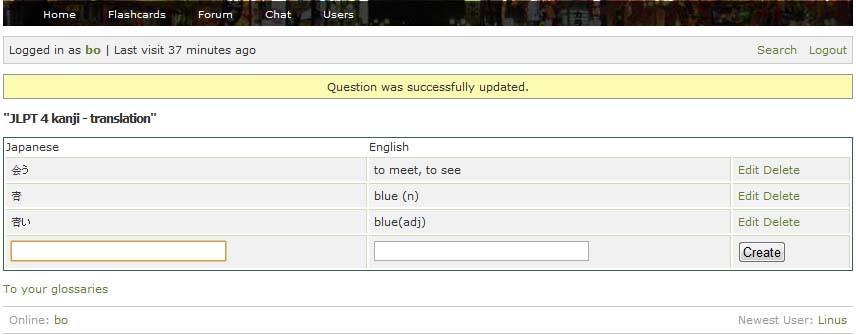 Home Flashcards Forum Chat Users
Logged in as bo | Last visit 37 minutes ago Search Logout
Question was successfully updated.
"JLPT 4 kanji - translation"
Japanese English
会う to meet, to see Edit Delete
青 blue (n) Edit Delete
青い blue(adj) Edit Delete
Create
To your glossaries
Online: bo Newest User: Linus